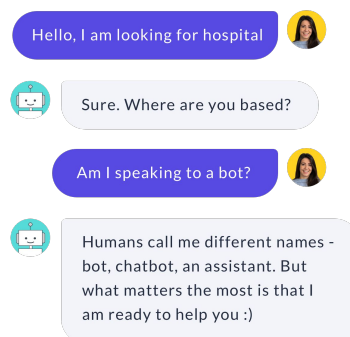 Hello, I am looking for hospital
Sure. Where are you based?
Am I speaking to a bot?
Humans call me different names -
bot, chatbot, an assistant. But
what matters the most is that I
am ready to help you :)